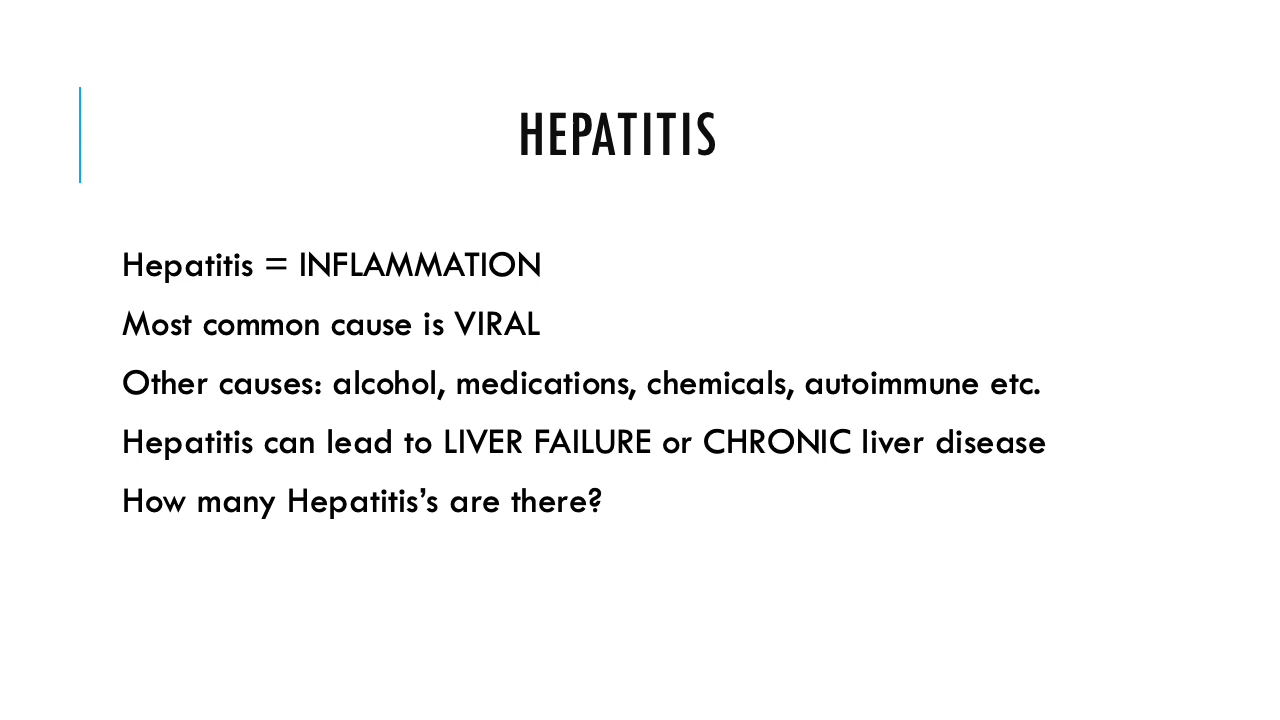 HEPATITIS
Hepatitis = INFLAMMATION
Most common cause is VIRAL
Other causes: alcohol, medications, chemicals, autoimmune etc.
Hepatitis can lead to LIVER FAILURE or CHRONIC liver disease
How many Hepatitis’s are there?